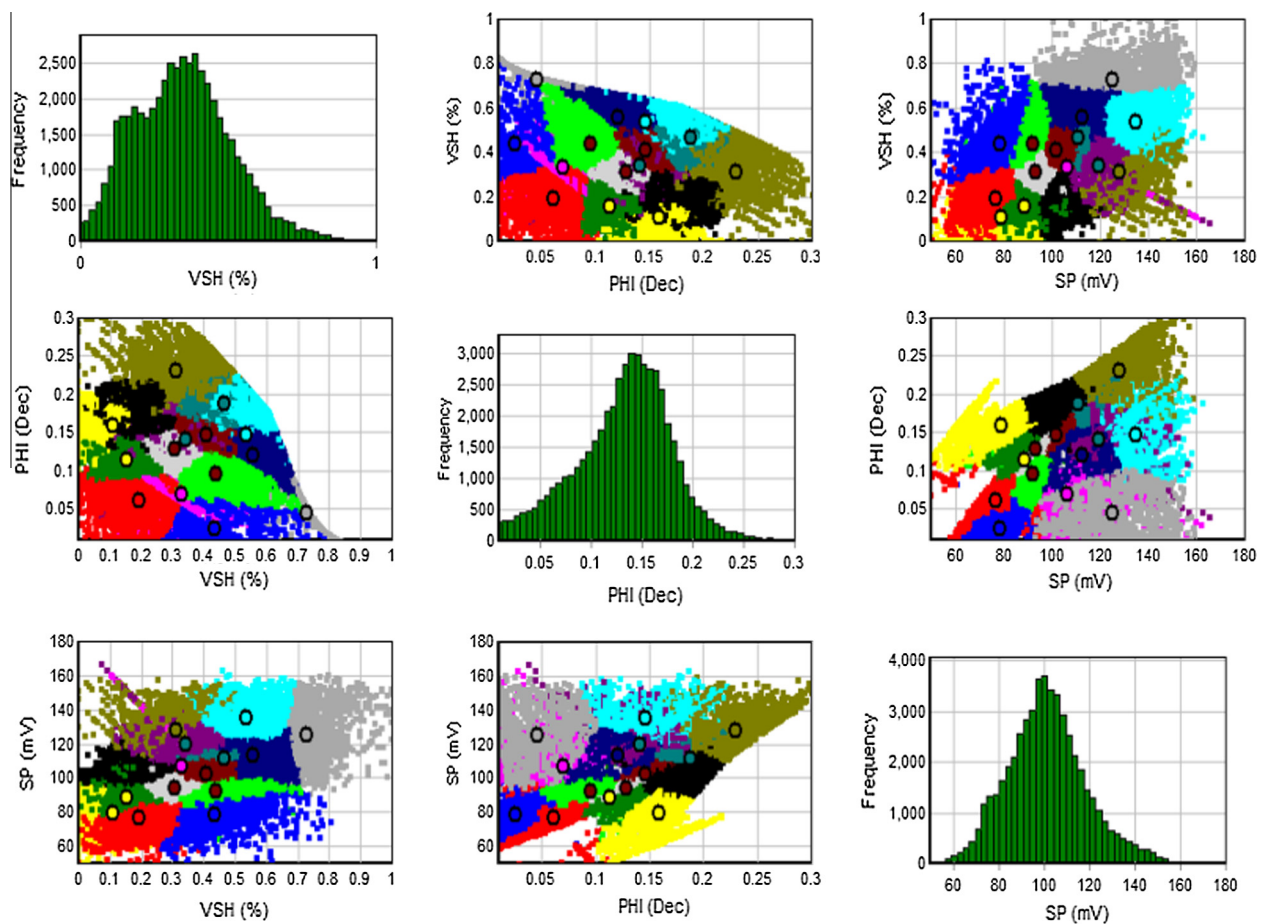 Frequency
2,500
2,000
1,500
1,000
500
0
0 1
VSH (%)
VSH (%)
1
0.8
0.6
0.4
0.2
0
0.05 0.1 0.15 0.2 0.25 0.3
PHI (Dec)
VSH (%)
1
0.8
0.6
0.4
0.2
0
60 80 100 120 140 160 180
SP (mV)
PHI (Dec)
0.3
0.25
0.2
0.15
0.1
0.05
0 0.1 0.2 0.3 0.4 0.5 0.6 0.7 0.8 0.9 1
VSH (%)
Frequency
3,000
2,500
2,000
1,500
1,000
500
0
0.05 0.1 0.15 0.2 0.25 0.3
PHI (Dec)
PHI (Dec)
0.3
0.25
0.2
0.15
0.1
0.05
60 80 100 120 140 160 180
SP (mV)
SP (mV)
180
160
140
120
100
80
60
0 0.1 0.2 0.3 0.4 0.5 0.6 0.7 0.8 0.9 1
VSH (%)
SP (mV)
180
160
140
120
100
80
60
0.05 0.1 0.15 0.2 0.25 0.3
PHI (Dec)
Frequency
4,000
3,000
2,000
1,000
0
60 80 100 120 140 160 180
SP (mV)